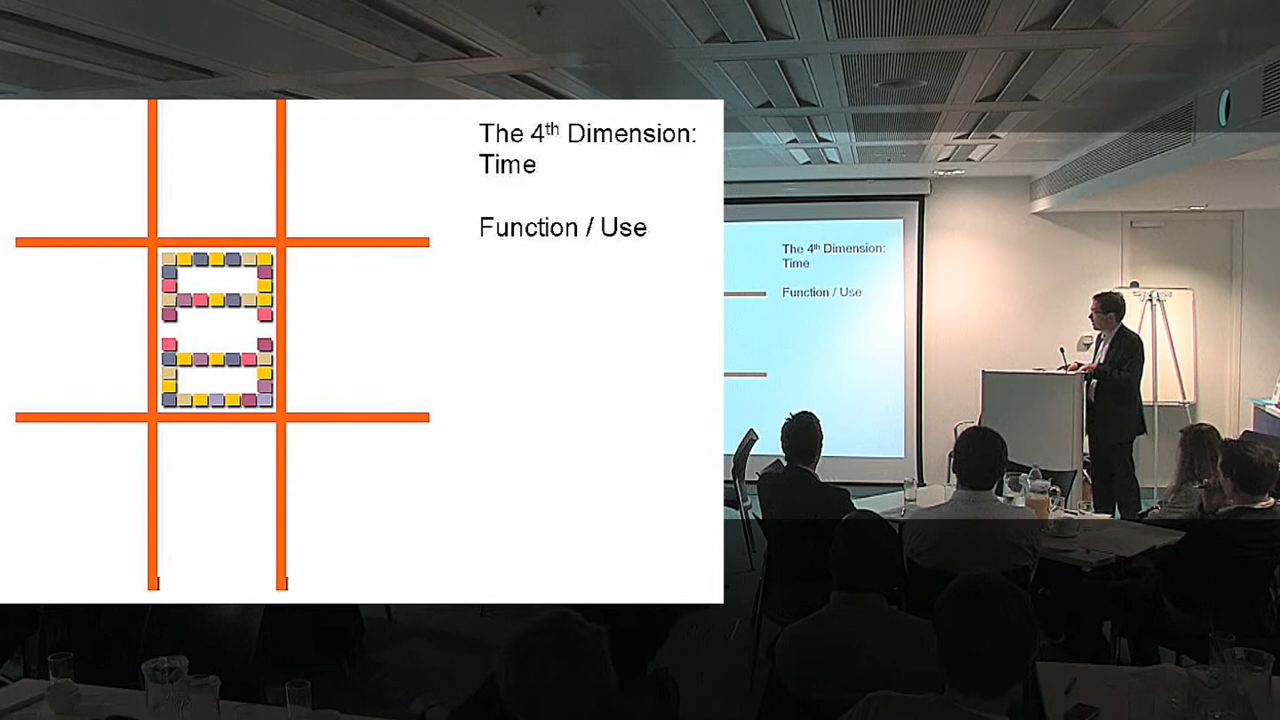 The 4th Dimension:
Time
Function / Use
The 4th Dimension:
Time
Function / Use